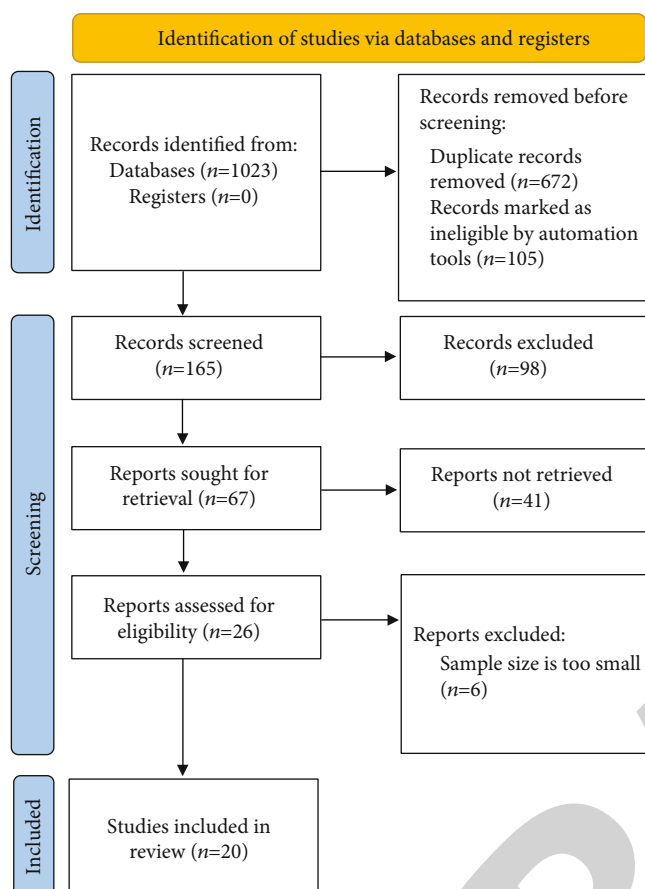 Identification of studies via databases and registers
Identification
Records identified from:
Databases (n=1023)
Registers (n=0)
Records removed before
screening:
Duplicate records
removed (n=672)
Records marked as
ineligible by automation
tools (n=105)
Screening
Records screened
(n=165)
Records excluded
(n=98)
Reports sought for
retrieval (n=67)
Reports not retrieved
(n=41)
Reports assessed for
eligibility (n=26)
Reports excluded:
Sample size is too small
(n=6)
Included
Studies included in
review (n=20)